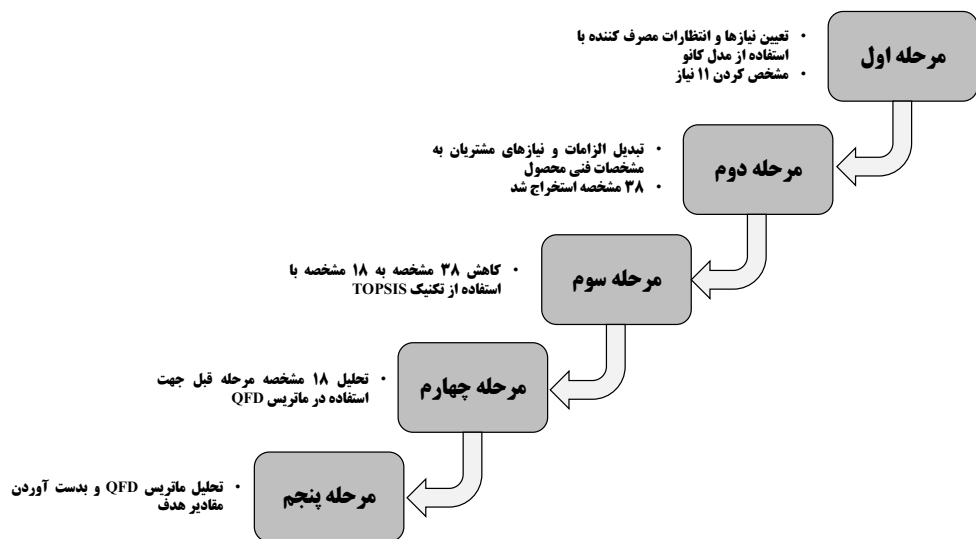 مرحله اول
• تعیین نیازها و انتظارات مصرف کننده با
استفاده از مدل کانو
• مشخص کردن ۱۱ نیاز
مرحله دوم
• تبدیل الزامات و نیازهای مشتریان به
مشخصات فنی محصول
• ۳۸ مشخصه استخراج شد
مرحله سوم
• کاهش ۳۸ مشخصه به ۱۸ مشخصه با
استفاده از تکنیک TOPSIS
مرحله چهارم
• تحلیل ۱۸ مشخصه مرحله قبل جهت
استفاده در ماتریس QFD
مرحله پنجم
• تحلیل ماتریس QFD و بدست آوردن
مقادیر هدف